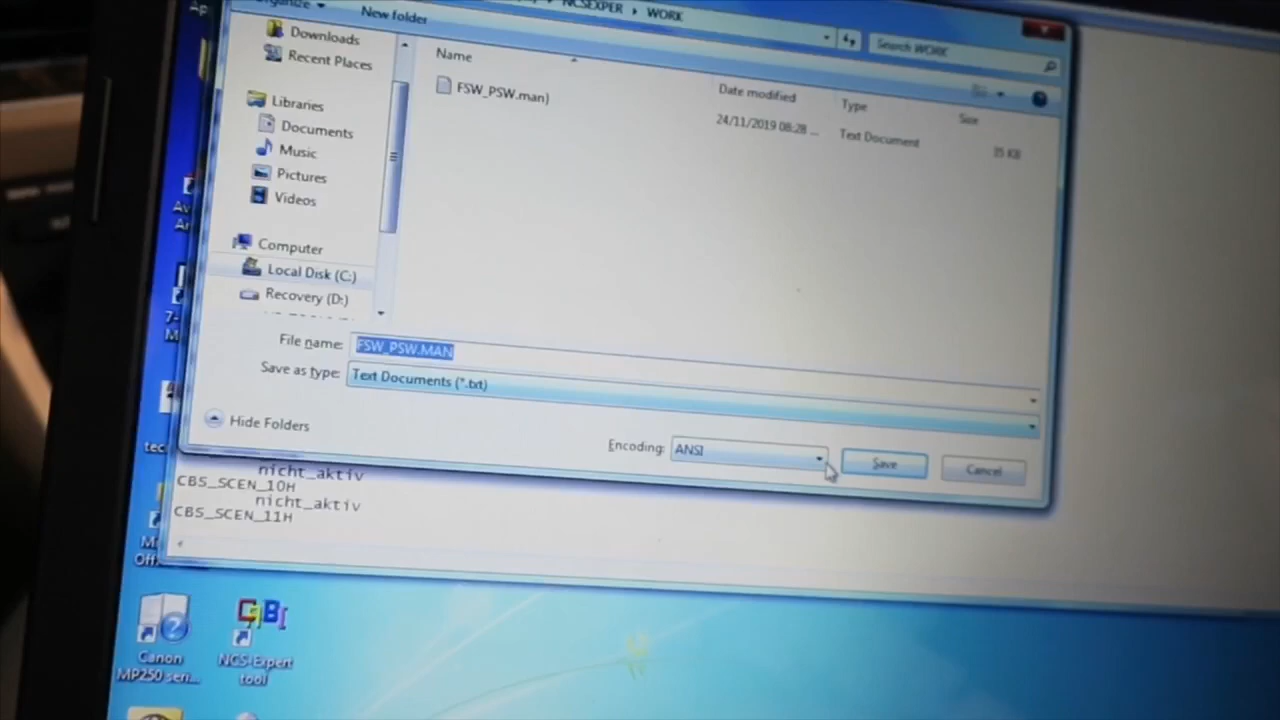 NCSEXPER ▸ WORK
Search WORK
Organize
New folder
Downloads
Recent Places
Libraries
Documents
Music
Pictures
Videos
Computer
Local Disk (C:)
Recovery (D:)
Name
Date modified
Type
Size
FSW_PSW.man)
24/11/2019 08:28 ...
Text Document
35 KB
File name:
FSW_PSW.MAN
Save as type:
Text Documents (*.txt)
Hide Folders
Encoding:
ANSI
Save
Cancel
nicht_aktiv
CBS_SCEN_10H
nicht_aktiv
CBS_SCEN_11H
Canon
MP250 seri...
NCS-Expert
tool